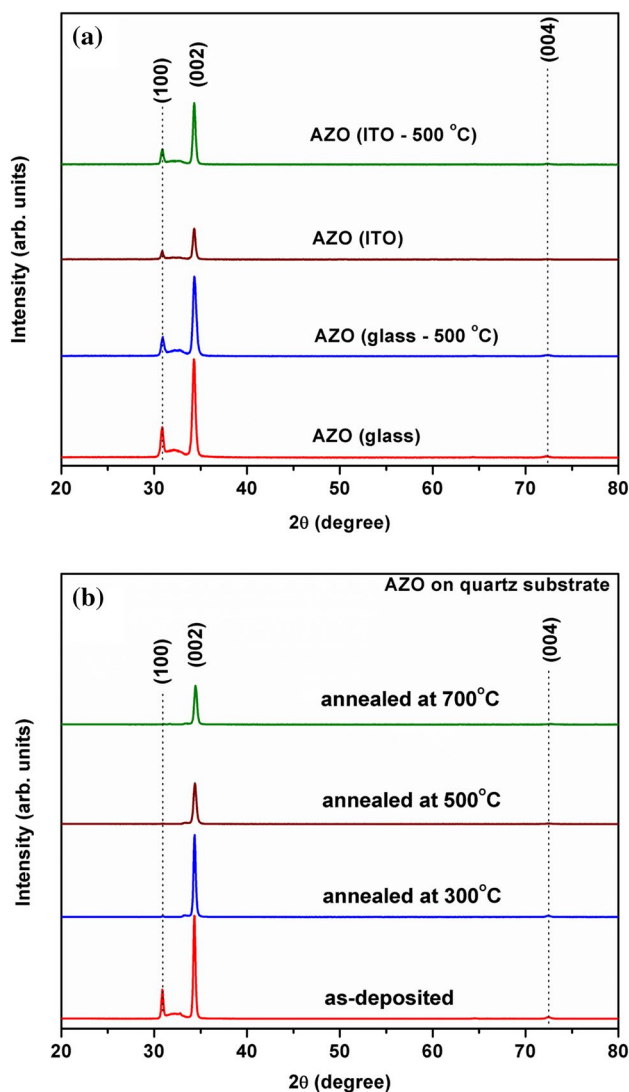 (a)
(100)
(002)
(004)
AZO (ITO - 500 °C)
AZO (ITO)
AZO (glass - 500 °C)
AZO (glass)
Intensity (arb. units)
20 30 40 50 60 70 80
2θ (degree)
(b)
AZO on quartz substrate
(100)
(002)
(004)
annealed at 700°C
annealed at 500°C
annealed at 300°C
as-deposited
Intensity (arb. units)
20 30 40 50 60 70 80
2θ (degree)